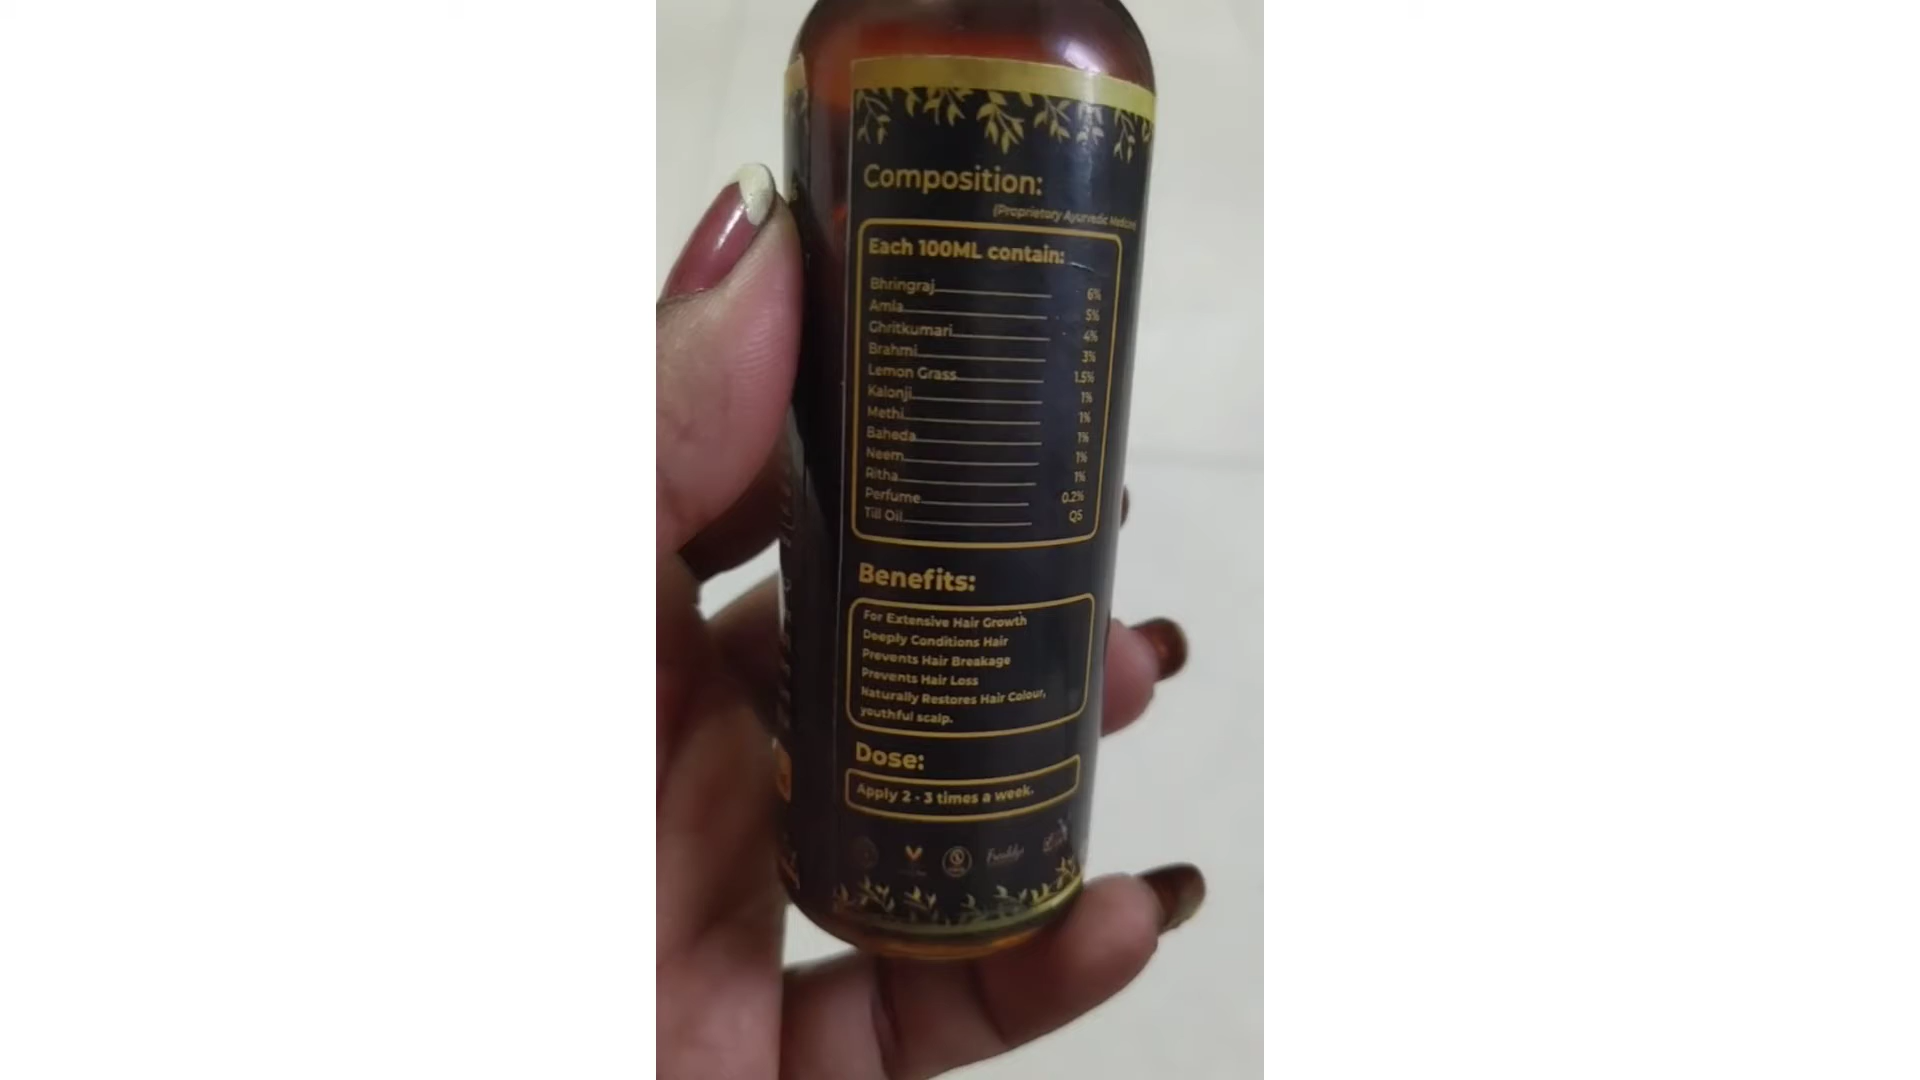 Composition:
(Proprietary Ayurvedic Medicine)
Each 100ML contain:
Bhringraj 6%
Amla 5%
Ghritkumari 4%
Brahmi 3%
Lemon Grass 1.5%
Kalonji 1%
Methi 1%
Baheda 1%
Neem 1%
Ritha 1%
Perfume 0.2%
Till Oil QS
Benefits:
For Extensive Hair Growth
Deeply Conditions Hair
Prevents Hair Breakage
Prevents Hair Loss
Naturally Restores Hair Colour,
youthful scalp.
Dose:
Apply 2 - 3 times a week.